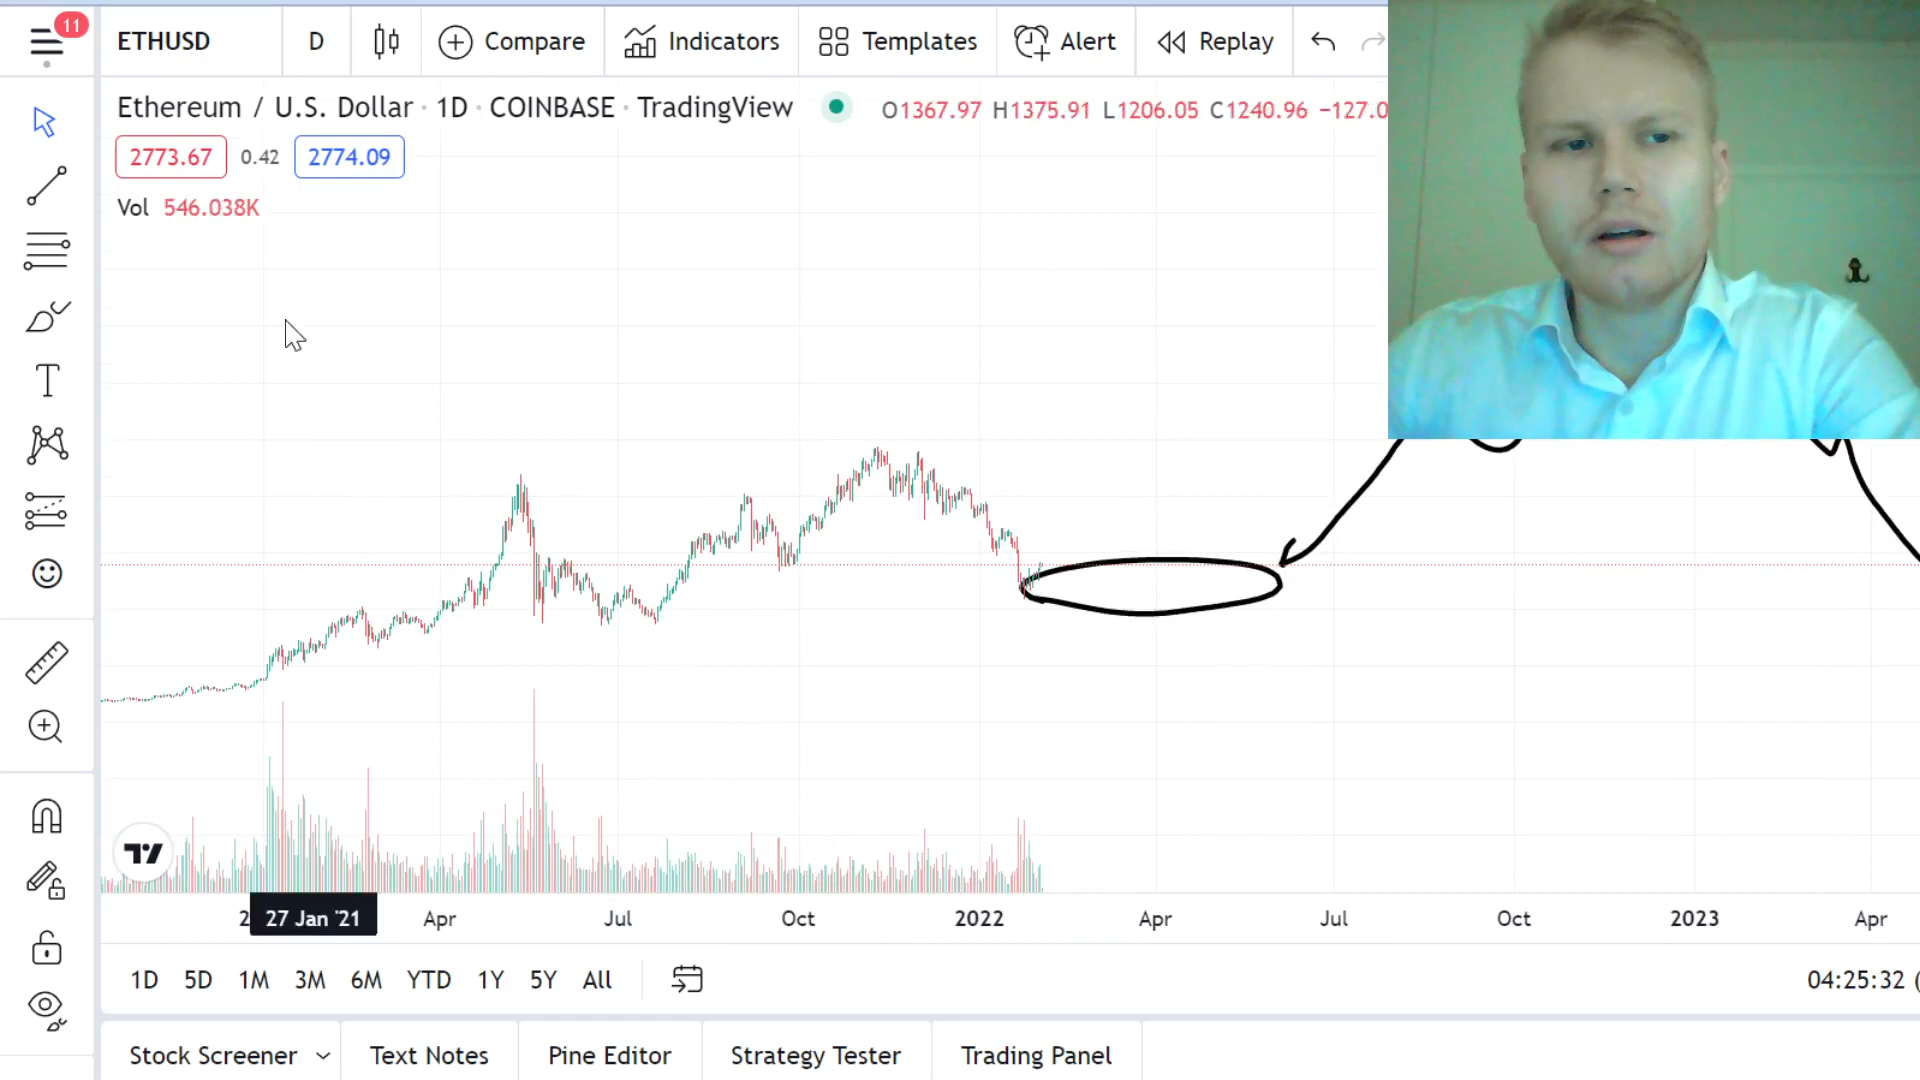 11
ETHUSD D Compare Indicators Templates Alert Replay
Ethereum / U.S. Dollar · 1D · COINBASE · TradingView O1367.97 H1375.91 L1206.05 C1240.96 −127.0
2773.67 0.42 2774.09
Vol 546.038K
T
2 27 Jan '21 Apr Jul Oct 2022 Apr Jul Oct 2023 Apr
1D 5D 1M 3M 6M YTD 1Y 5Y All 04:25:32 (
Stock Screener Text Notes Pine Editor Strategy Tester Trading Panel